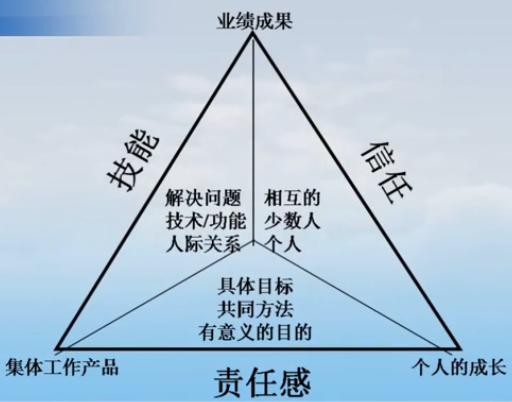 业绩成果
技能
信任
解决问题
技术/功能
人际关系
相互的
少数人
个人
具体目标
共同方法
有意义的目的
集体工作产品
个人的成长
责任感